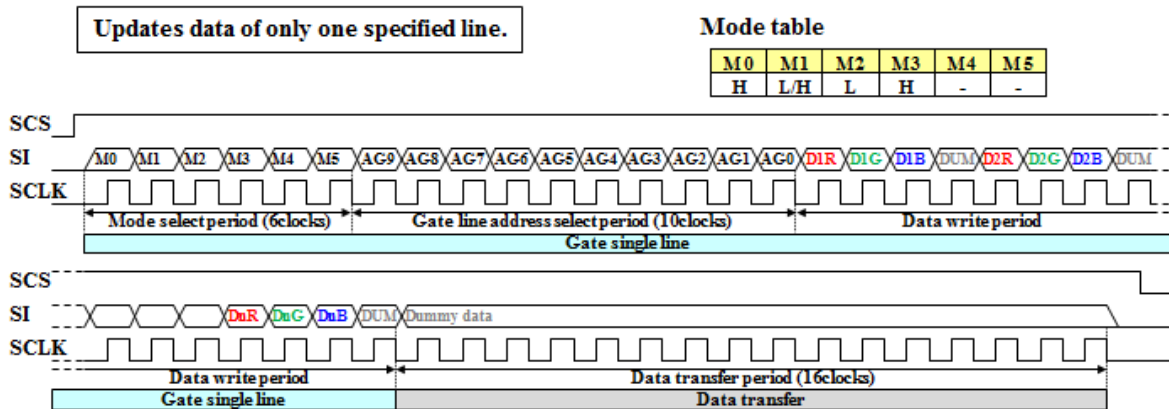 Updates data of only one specified line.
Mode table
M0 M1 M2 M3 M4 M5
H L/H L H - -
SCS
SI M0 M1 M2 M3 M4 M5 AG9 AG8 AG7 AG6 AG5 AG4 AG3 AG2 AG1 AG0 D1R D1G D1B DUM D2R D2G D2B DUM
SCLK
Mode select period (6clocks) Gate line address select period (10clocks) Data write period
Gate single line
SCS
SI DnR DnG DnB DUM Dummy data
SCLK
Data write period Data transfer period (16clocks)
Gate single line Data transfer